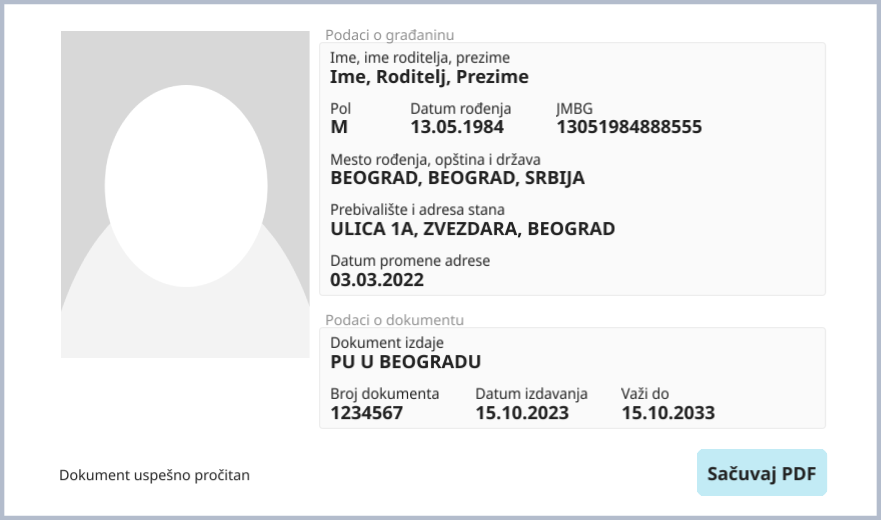 Podaci o građaninu
Ime, ime roditelja, prezime
Ime, Roditelj, Prezime
Pol Datum rođenja JMBG
M 13.05.1984 13051984888555
Mesto rođenja, opština i država
BEOGRAD, BEOGRAD, SRBIJA
Prebivalište i adresa stana
ULICA 1A, ZVEZDARA, BEOGRAD
Datum promene adrese
03.03.2022
Podaci o dokumentu
Dokument izdaje
PU U BEOGRADU
Broj dokumenta Datum izdavanja Važi do
1234567 15.10.2023 15.10.2033
Dokument uspešno pročitan
Sačuvaj PDF